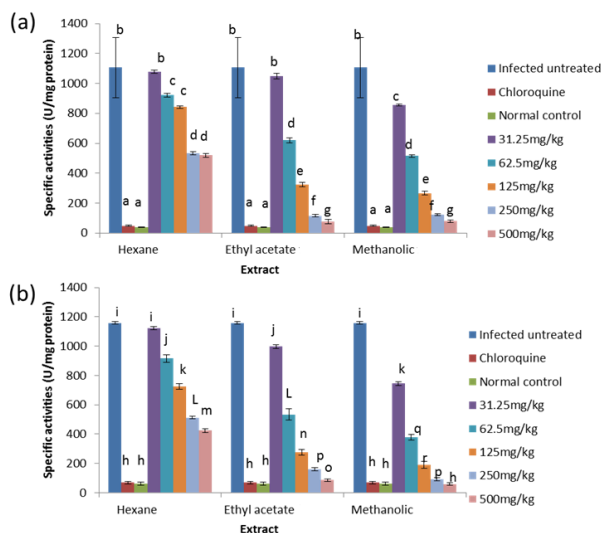 (a)
Specific activities (U/mg protein)
1400
1200
1000
800
600
400
200
0
b b b
b b
c c c
d d d
e e
f f
g g
a a a a a a
Hexane Ethyl acetate Methanolic
Extract
Infected untreated
Chloroquine
Normal control
31.25mg/kg
62.5mg/kg
125mg/kg
250mg/kg
500mg/kg
(b)
Specific activities (U/mg protein)
1400
1200
1000
800
600
400
200
0
i i i i
j j
k k
L L
m
n
q
r
p p
o
h h h h h h h
Hexane Ethyl acetate Methanolic
Extract
Infected untreated
Chloroquine
Normal control
31.25mg/kg
62.5mg/kg
125mg/kg
250mg/kg
500mg/kg